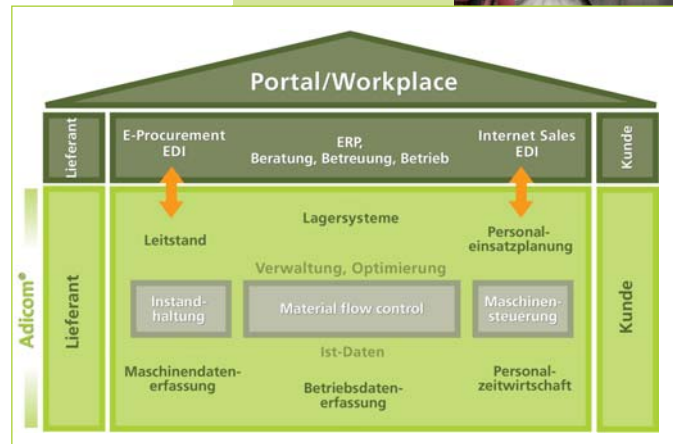 Portal/Workplace
Lieferant
E-Procurement
EDI
ERP,
Beratung, Betreuung, Betrieb
Internet Sales
EDI
Kunde
Adicom®
Lieferant
Lagersysteme
Leitstand
Personal-
einsatzplanung
Verwaltung, Optimierung
Instand-
haltung
Material flow control
Maschinen-
steuerung
Ist-Daten
Maschinendaten-
erfassung
Betriebsdaten-
erfassung
Personal-
zeitwirtschaft
Kunde